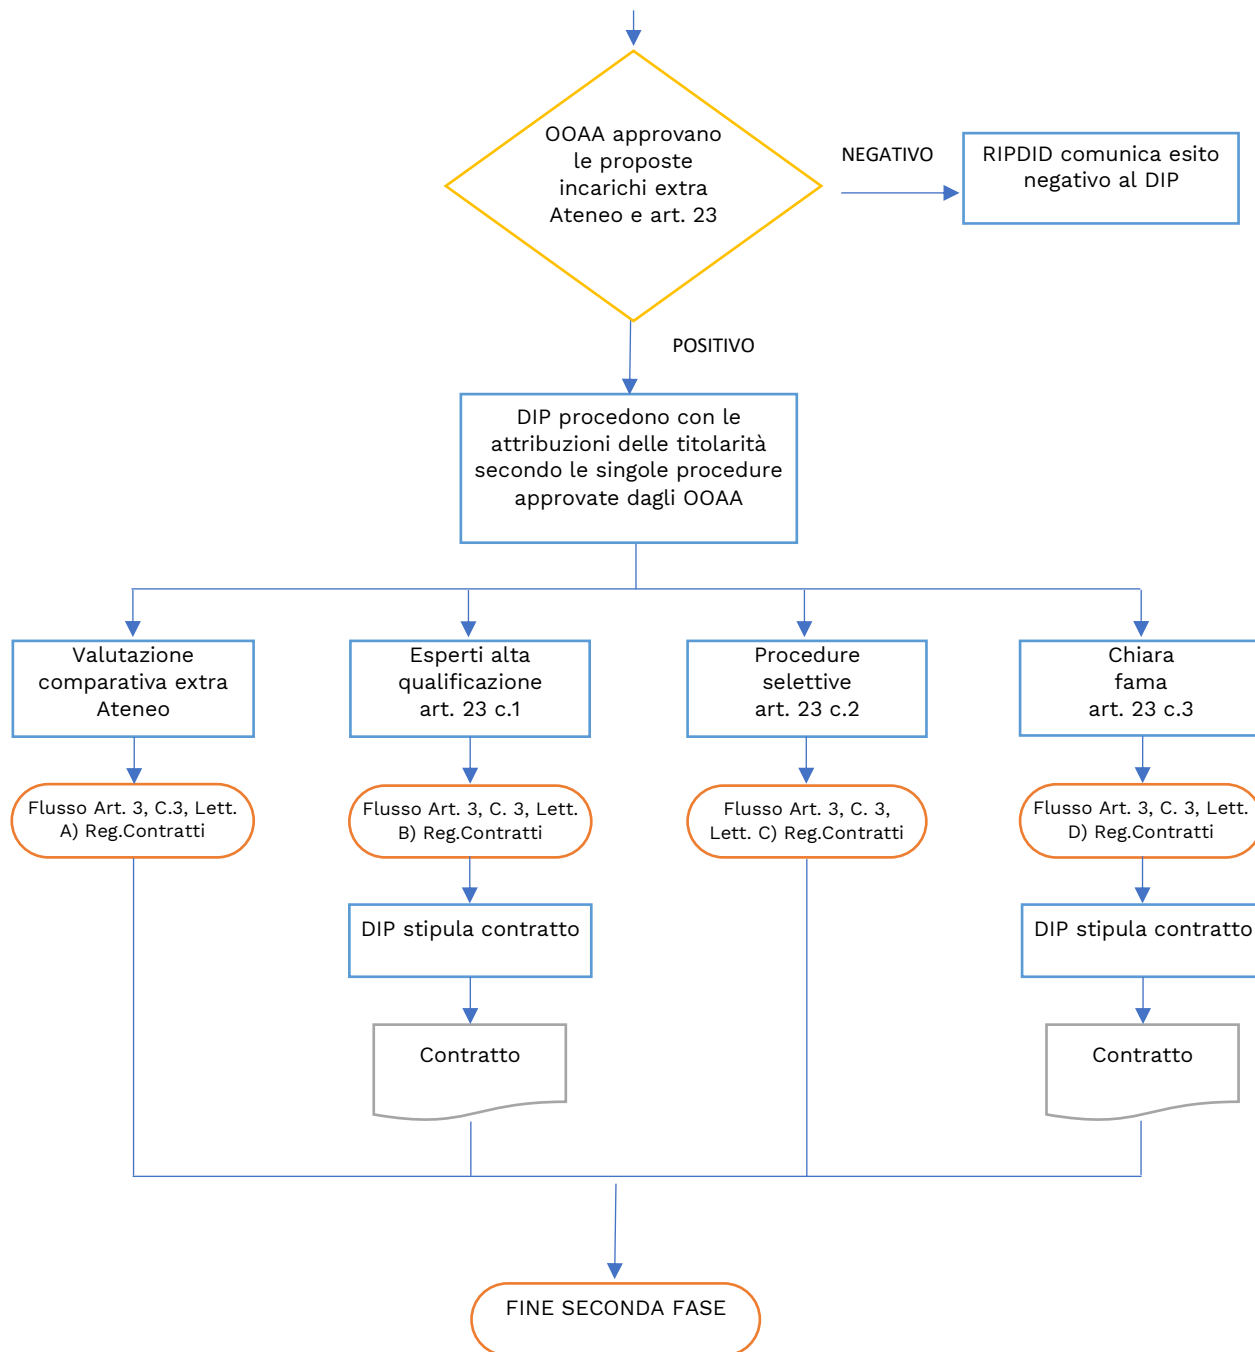 OOAA approvano
le proposte
incarichi extra
Ateneo e art. 23
NEGATIVO
RIPDID comunica esito
negativo al DIP
POSITIVO
DIP procedono con le
attribuzioni delle titolarità
secondo le singole procedure
approvate dagli OOAA
Valutazione
comparativa extra
Ateneo
Esperti alta
qualificazione
art. 23 c.1
Procedure
selettive
art. 23 c.2
Chiara
fama
art. 23 c.3
Flusso Art. 3, C.3, Lett.
A) Reg.Contratti
Flusso Art. 3, C. 3, Lett.
B) Reg.Contratti
Flusso Art. 3, C. 3,
Lett. C) Reg.Contratti
Flusso Art. 3, C. 3, Lett.
D) Reg.Contratti
DIP stipula contratto
DIP stipula contratto
Contratto
Contratto
FINE SECONDA FASE